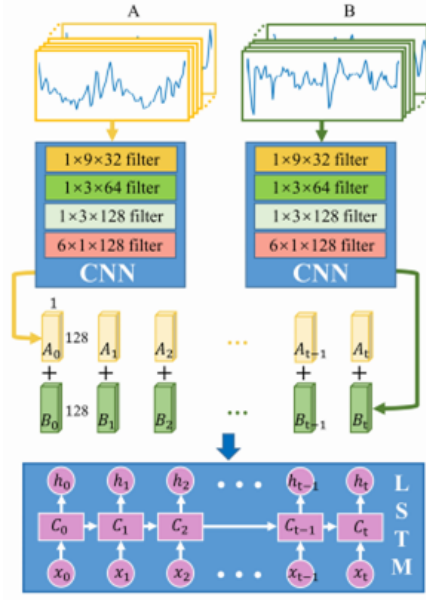 A B
1×9×32 filter 1×9×32 filter
1×3×64 filter 1×3×64 filter
1×3×128 filter 1×3×128 filter
6×1×128 filter 6×1×128 filter
CNN CNN
1
A₀ 128 A₁ A₂ ... Aₜ₋₁ Aₜ
+ + + + +
B₀ 128 B₁ B₂ ... Bₜ₋₁ Bₜ
h₀ h₁ h₂ ... hₜ₋₁ hₜ
C₀ C₁ C₂ Cₜ₋₁ Cₜ
x₀ x₁ x₂ ... xₜ₋₁ xₜ
LSTM